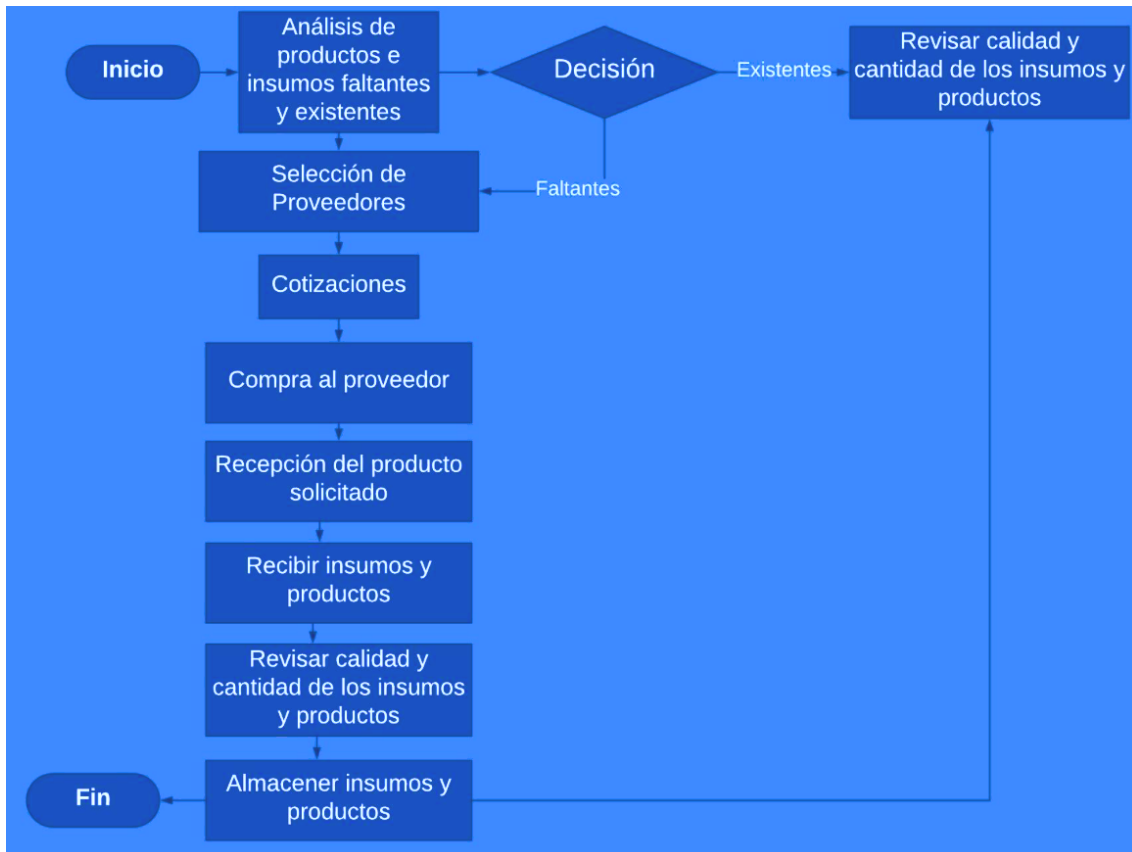 Inicio
Análisis de
productos e
insumos faltantes
y existentes
Decisión
Existentes
Revisar calidad y
cantidad de los insumos y
productos
Faltantes
Selección de
Proveedores
Cotizaciones
Compra al proveedor
Recepción del producto
solicitado
Recibir insumos y
productos
Revisar calidad y
cantidad de los insumos
y productos
Almacener insumos y
productos
Fin